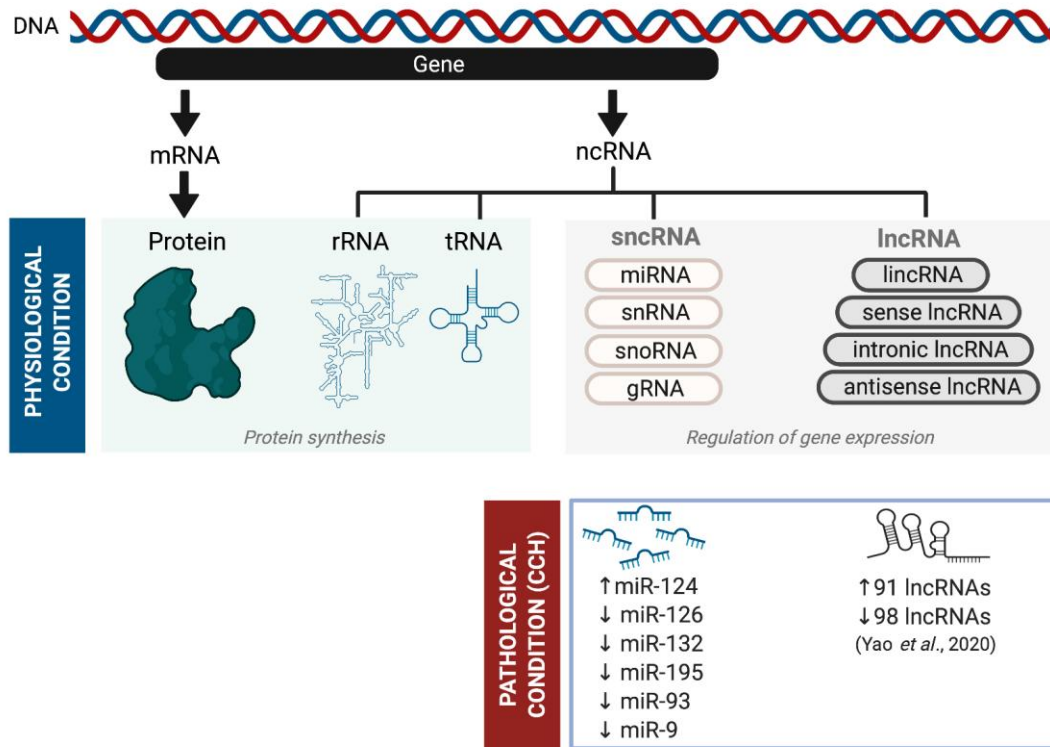 DNA
Gene
mRNA
ncRNA
PHYSIOLOGICAL
CONDITION
Protein
rRNA
tRNA
Protein synthesis
sncRNA
miRNA
snRNA
snoRNA
gRNA
lncRNA
lincRNA
sense lncRNA
intronic lncRNA
antisense lncRNA
Regulation of gene expression
PATHOLOGICAL
CONDITION (CCH)
↑miR-124
↓ miR-126
↓ miR-132
↓ miR-195
↓ miR-93
↓ miR-9
↑91 lncRNAs
↓98 lncRNAs
(Yao et al., 2020)